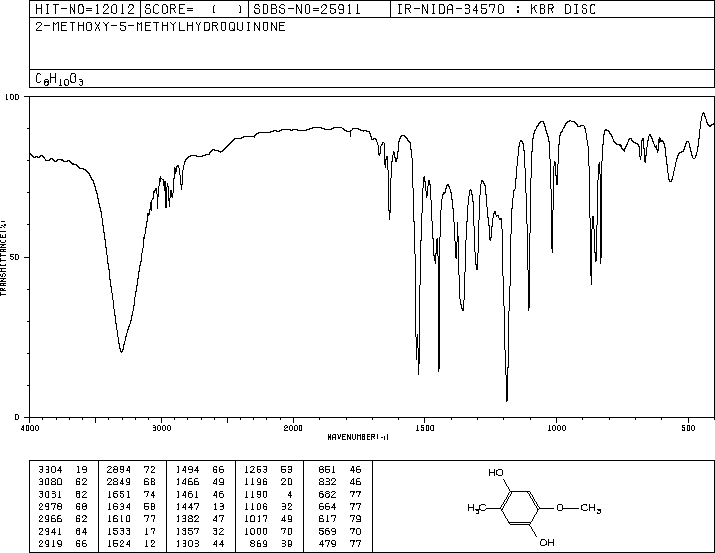 HIT-NO=12012 SCORE= ( ) SDBS-NO=25911 IR-NIDA-34570 : KBR DISC
2-METHOXY-5-METHYLHYDROQUINONE
C8H10O3
100
50
0
TRANSMITTANCE(%)
4000 3000 2000 1500 1000 500
WAVENUMBER(-1)
3304 19 2894 72 1494 66 1253 53 851 46
3080 62 2849 68 1466 49 1196 20 832 46
3031 62 1651 74 1461 46 1190 4 682 77
2978 68 1634 58 1447 13 1106 32 664 77
2966 62 1610 77 1382 47 1017 49 617 79
2941 64 1533 17 1357 32 1000 70 569 70
2919 66 1524 12 1303 44 869 39 479 77
HO
H3C
O
CH3
OH